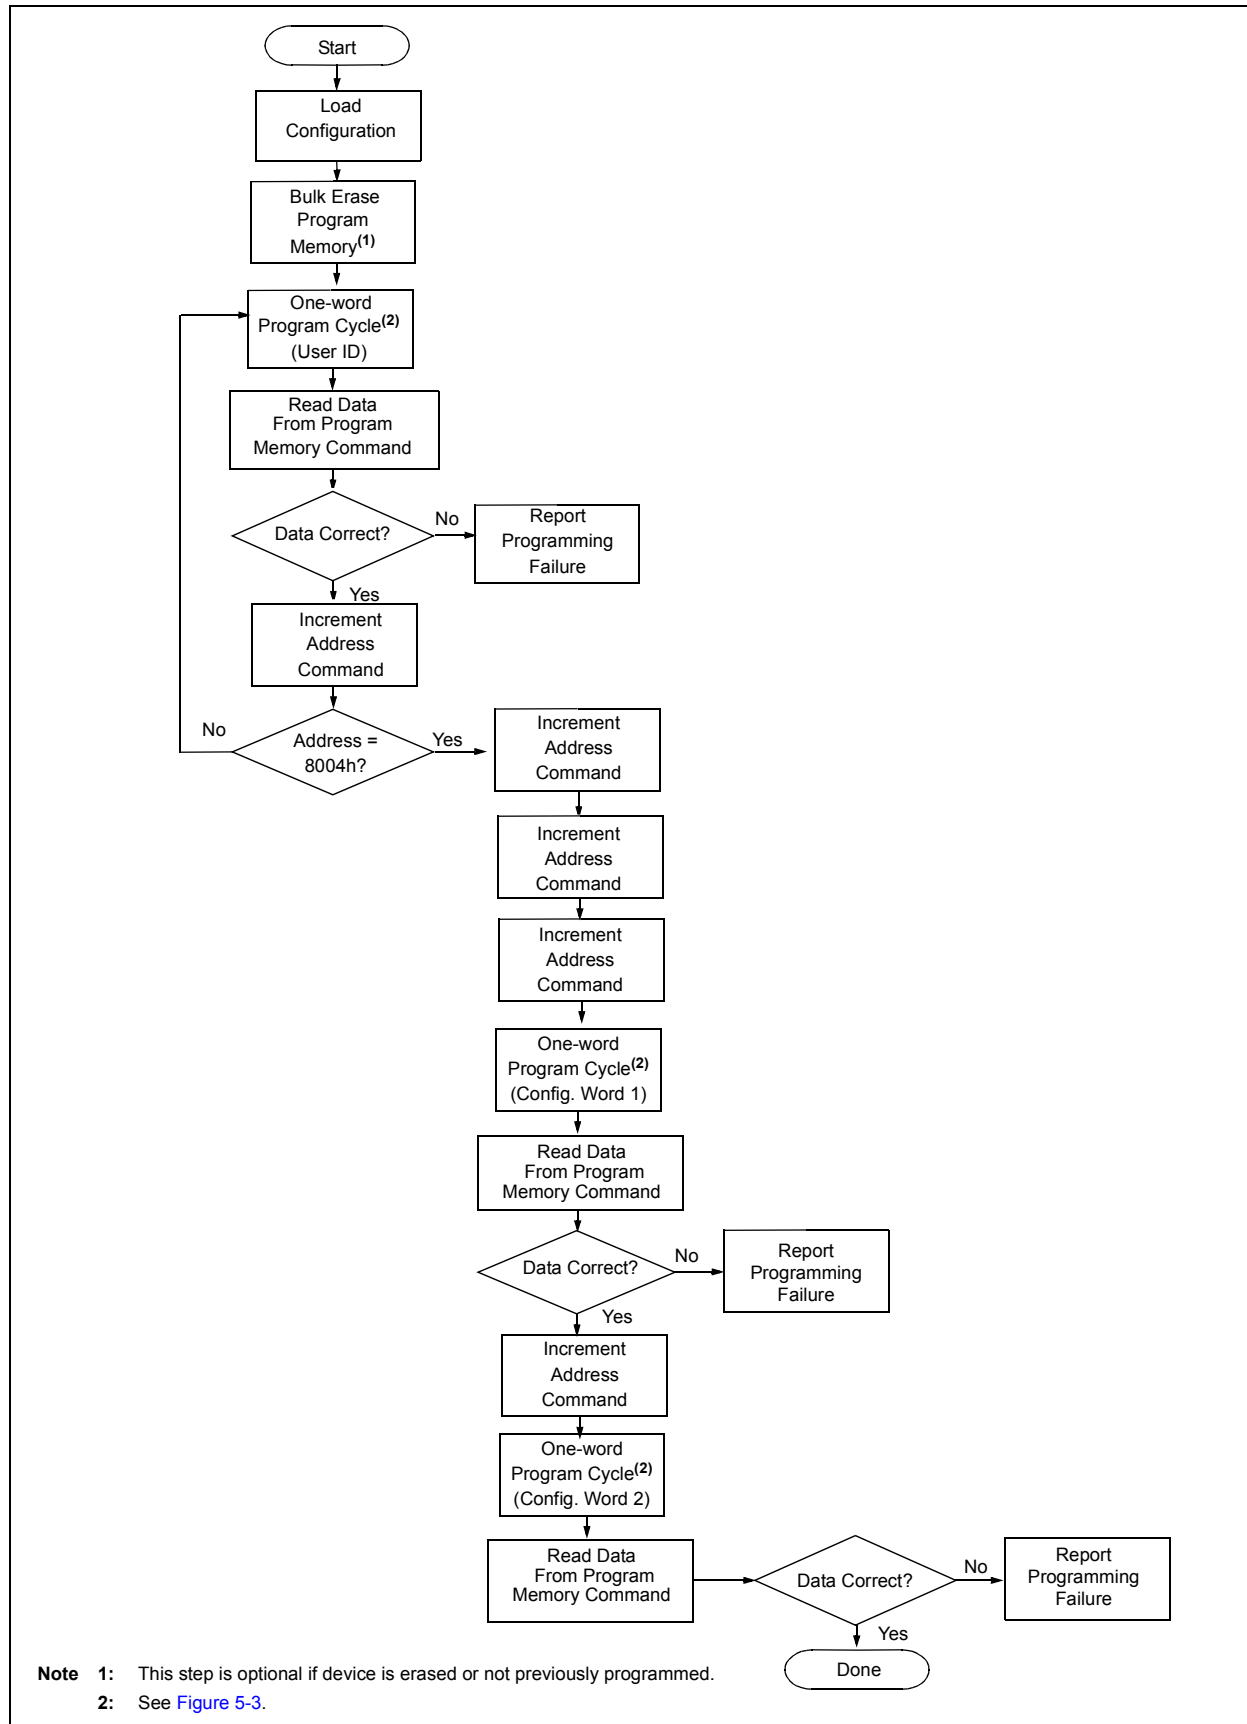 Start
Load
Configuration
Bulk Erase
Program
Memory(1)
One-word
Program Cycle(2)
(User ID)
Read Data
From Program
Memory Command
Data Correct?
No
Report
Programming
Failure
Yes
Increment
Address
Command
No
Address =
8004h?
Yes
Increment
Address
Command
Increment
Address
Command
Increment
Address
Command
One-word
Program Cycle(2)
(Config. Word 1)
Read Data
From Program
Memory Command
Data Correct?
No
Report
Programming
Failure
Yes
Increment
Address
Command
One-word
Program Cycle(2)
(Config. Word 2)
Read Data
From Program
Memory Command
Data Correct?
No
Report
Programming
Failure
Yes
Done
Note 1: This step is optional if device is erased or not previously programmed.
2: See Figure 5-3.